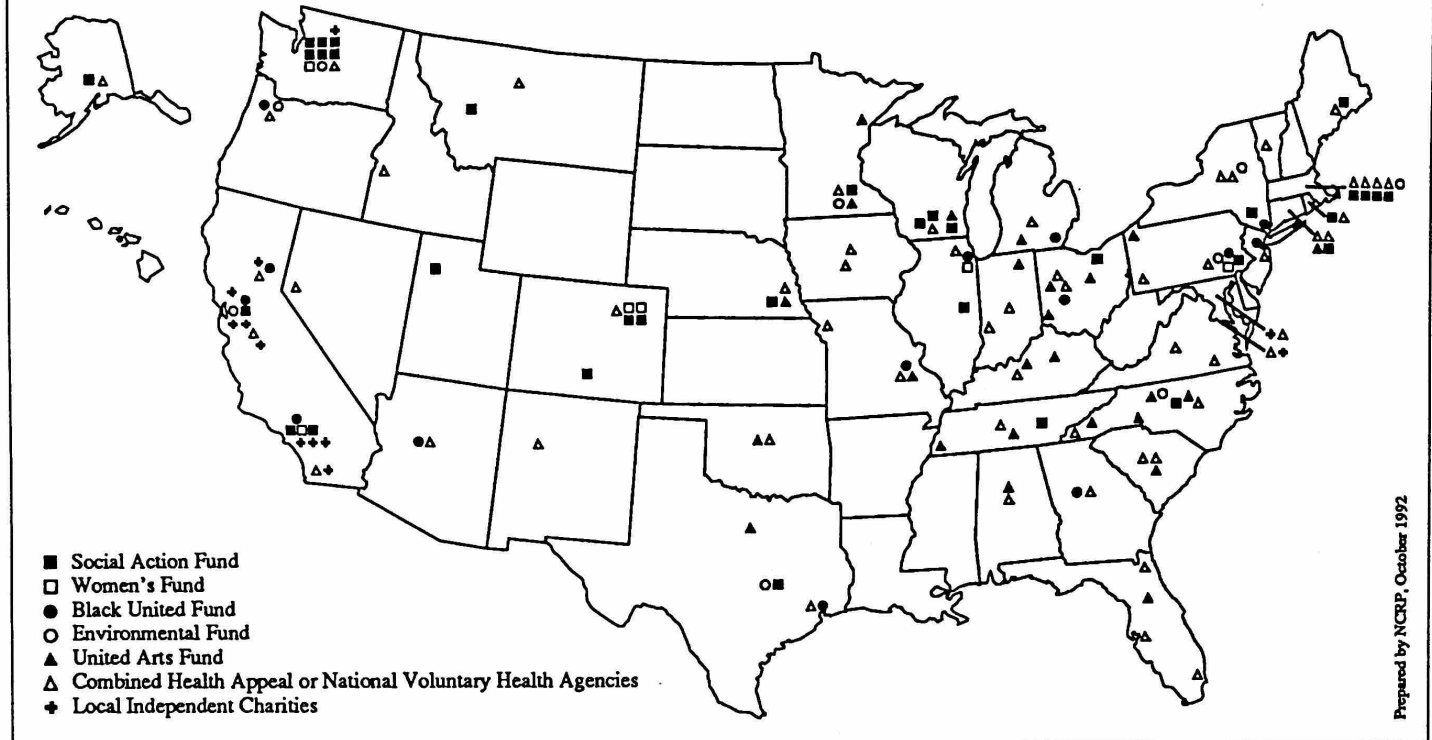 Social Action Fund
Women's Fund
Black United Fund
Environmental Fund
United Arts Fund
Combined Health Appeal or National Voluntary Health Agencies
Local Independent Charities
Prepared by NCRP, October 1992